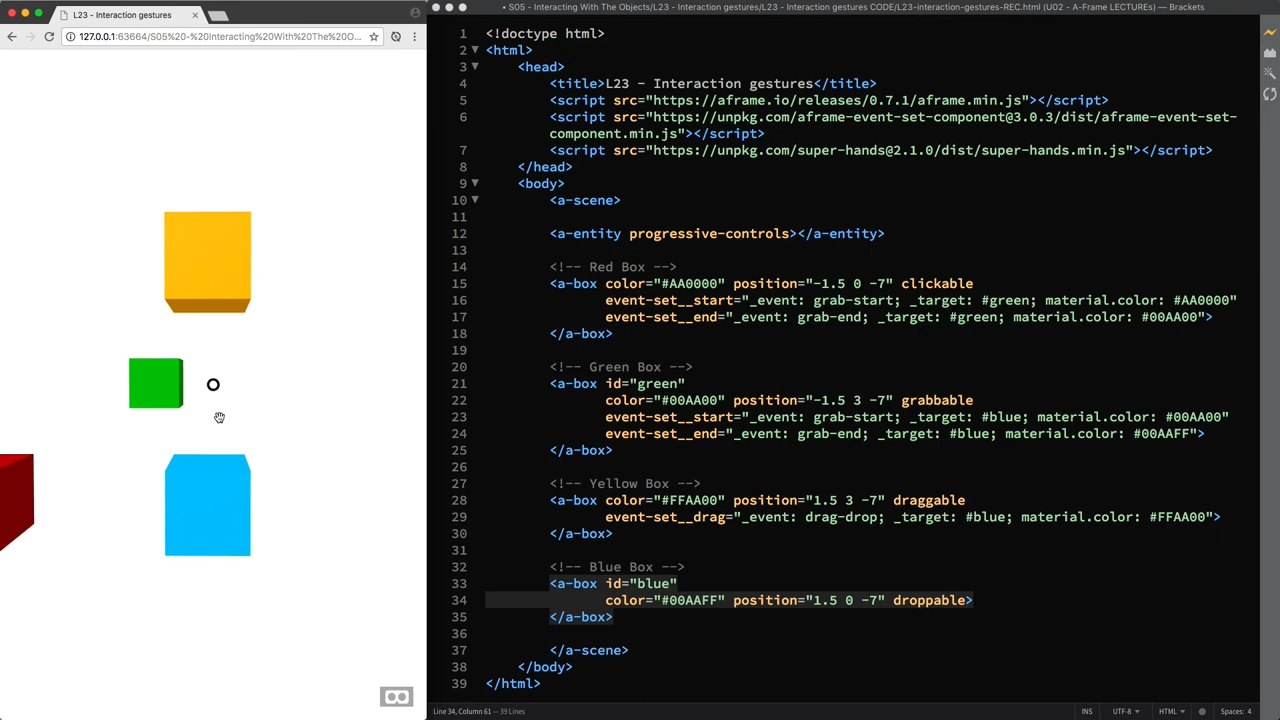 L23 - Interaction gestures
127.0.0.1:63664/S05%20-%20Interacting%20With%20The%20O...
• S05 - Interacting With The Objects/L23 - Interaction gestures/L23 - Interaction gestures CODE/L23-interaction-gestures-REC.html (U02 - A-Frame LECTUREs) — Brackets
1 <!doctype html>
2 <html>
3 <head>
4 <title>L23 - Interaction gestures</title>
5 <script src="https://aframe.io/releases/0.7.1/aframe.min.js"></script>
6 <script src="https://unpkg.com/aframe-event-set-component@3.0.3/dist/aframe-event-set-
component.min.js"></script>
7 <script src="https://unpkg.com/super-hands@2.1.0/dist/super-hands.min.js"></script>
8 </head>
9 <body>
10 <a-scene>
11
12 <a-entity progressive-controls></a-entity>
13
14 <!-- Red Box -->
15 <a-box color="#AA0000" position="-1.5 0 -7" clickable
16 event-set__start="_event: grab-start; _target: #green; material.color: #AA0000"
17 event-set__end="_event: grab-end; _target: #green; material.color: #00AA00">
18 </a-box>
19
20 <!-- Green Box -->
21 <a-box id="green"
22 color="#00AA00" position="-1.5 3 -7" grabbable
23 event-set__start="_event: grab-start; _target: #blue; material.color: #00AA00"
24 event-set__end="_event: grab-end; _target: #blue; material.color: #00AAFF">
25 </a-box>
26
27 <!-- Yellow Box -->
28 <a-box color="#FFAA00" position="1.5 3 -7" draggable
29 event-set__drag="_event: drag-drop; _target: #blue; material.color: #FFAA00">
30 </a-box>
31
32 <!-- Blue Box -->
33 <a-box id="blue"
34 color="#00AAFF" position="1.5 0 -7" droppable>
35 </a-box>
36
37 </a-scene>
38 </body>
39 </html>
Line 34, Column 61 — 39 Lines
INS UTF-8 HTML Spaces: 4